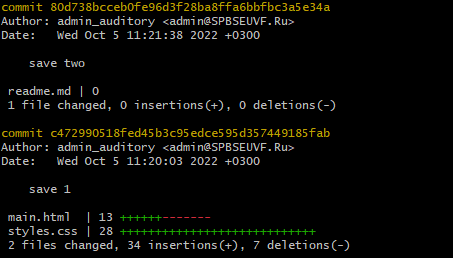 commit 80d738bcceb0fe96d3f28ba8ffa6bbfbc3a5e34a
Author: admin_auditory <admin@SPBSEUVF.Ru>
Date:   Wed Oct 5 11:21:38 2022 +0300
save two
readme.md | 0
1 file changed, 0 insertions(+), 0 deletions(-)
commit c472990518fed45b3c95edce595d357449185fab
Author: admin_auditory <admin@SPBSEUVF.Ru>
Date:   Wed Oct 5 11:20:03 2022 +0300
save 1
main.html  | 13 ++++++-------
styles.css | 28 ++++++++++++++++++++++++++++
2 files changed, 34 insertions(+), 7 deletions(-)